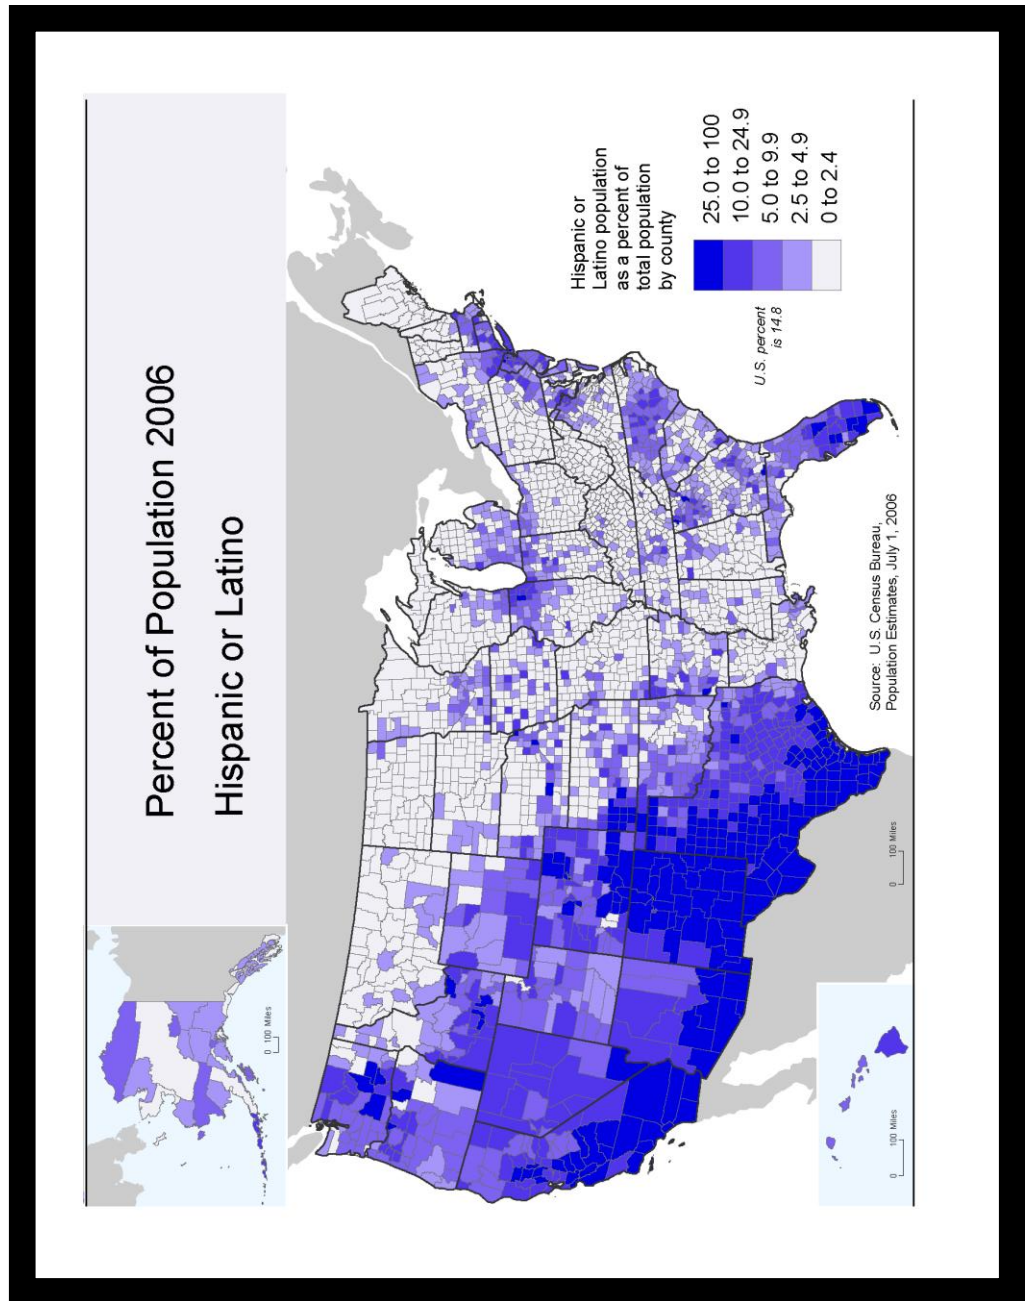 Percent of Population 2006
Hispanic or Latino
0 100 Miles
Hispanic or
Latino population
as a percent of
total population
by county
25.0 to 100
10.0 to 24.9
5.0 to 9.9
2.5 to 4.9
0 to 2.4
U.S. percent
is 14.8
Source: U.S. Census Bureau,
Population Estimates, July 1, 2006
0 100 Miles
0 100 Miles